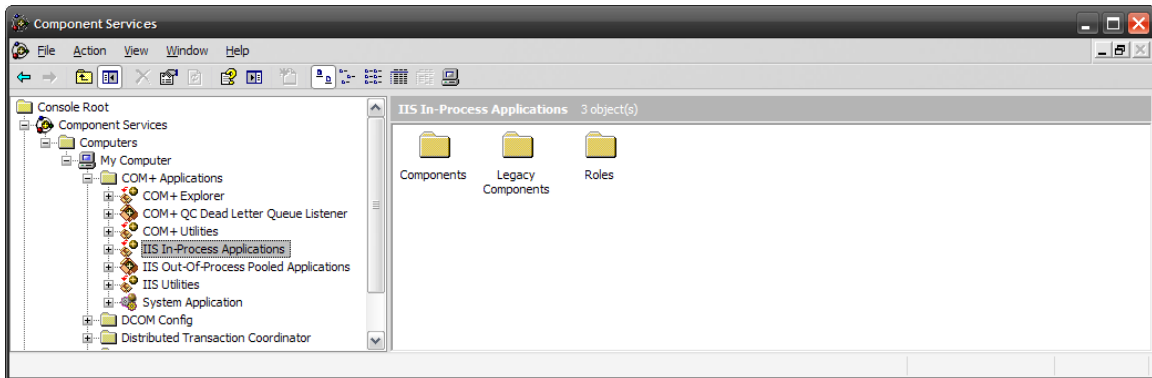 Component Services
File Action View Window Help
Console Root
Component Services
Computers
My Computer
COM+ Applications
COM+ Explorer
COM+ QC Dead Letter Queue Listener
COM+ Utilities
IIS In-Process Applications
IIS Out-Of-Process Pooled Applications
IIS Utilities
System Application
DCOM Config
Distributed Transaction Coordinator
IIS In-Process Applications 3 object(s)
Components
Legacy
Components
Roles